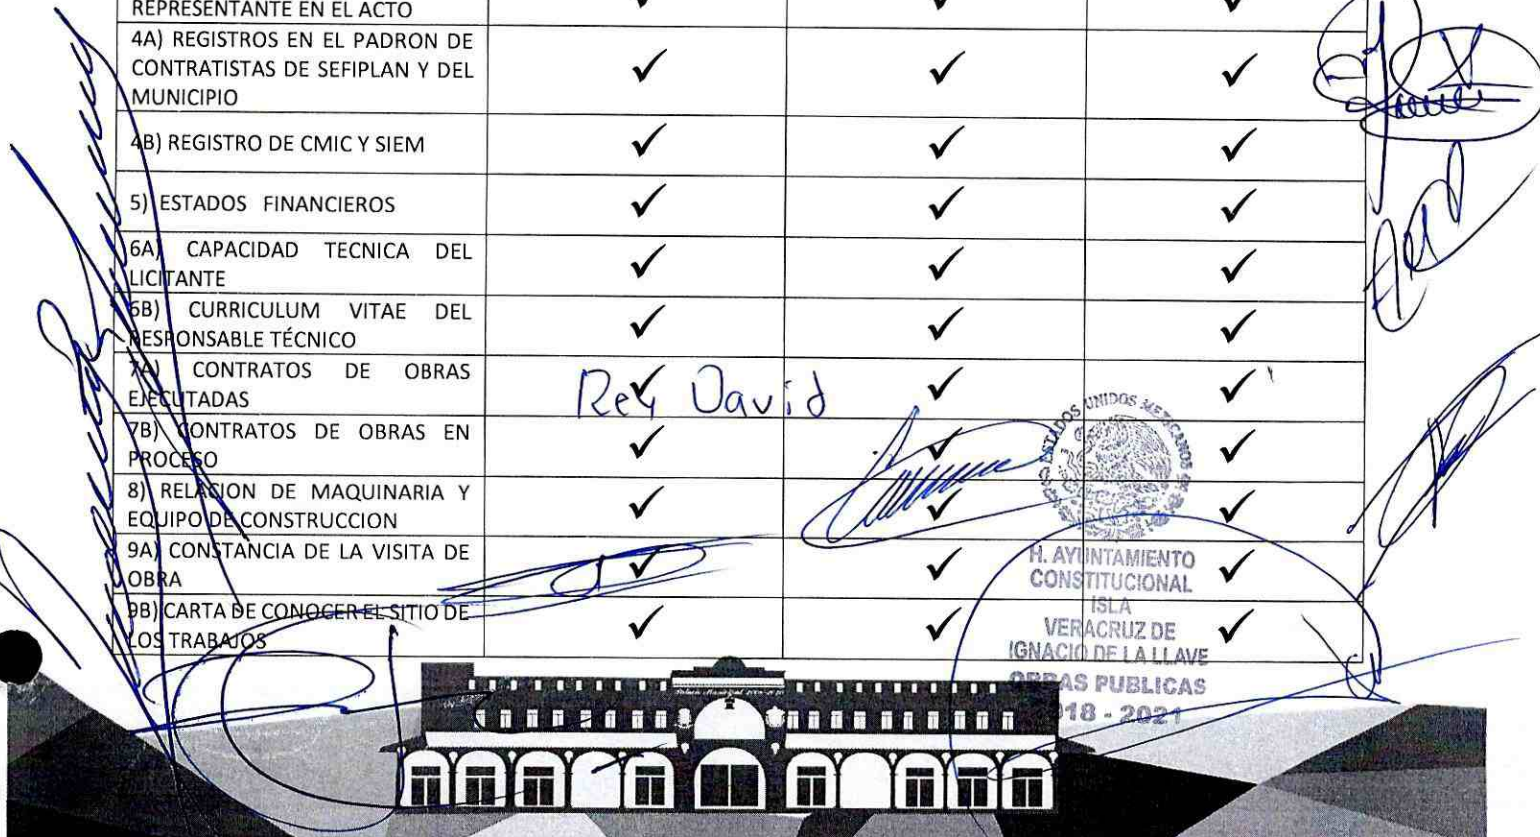 REPRESENTANTE EN EL ACTO ✓ ✓ ✓
4A) REGISTROS EN EL PADRON DE
CONTRATISTAS DE SEFIPLAN Y DEL ✓ ✓ ✓
MUNICIPIO
4B) REGISTRO DE CMIC Y SIEM ✓ ✓ ✓
5) ESTADOS FINANCIEROS ✓ ✓ ✓
6A) CAPACIDAD TECNICA DEL ✓ ✓ ✓
LICITANTE
6B) CURRICULUM VITAE DEL ✓ ✓ ✓
RESPONSABLE TÉCNICO
7A) CONTRATOS DE OBRAS ✓ ✓ ✓
EJECUTADAS
Rey David
7B) CONTRATOS DE OBRAS EN ✓ ✓ ✓
PROCESO
8) RELACION DE MAQUINARIA Y ✓ ✓ ✓
EQUIPO DE CONSTRUCCION
9A) CONSTANCIA DE LA VISITA DE ✓ ✓ ✓
OBRA
9B) CARTA DE CONOCER EL SITIO DE ✓ ✓ ✓
LOS TRABAJOS
ESTADOS UNIDOS MEXICANOS
H. AYUNTAMIENTO
CONSTITUCIONAL
ISLA
VERACRUZ DE
IGNACIO DE LA LLAVE
OBRAS PUBLICAS
2018 - 2021